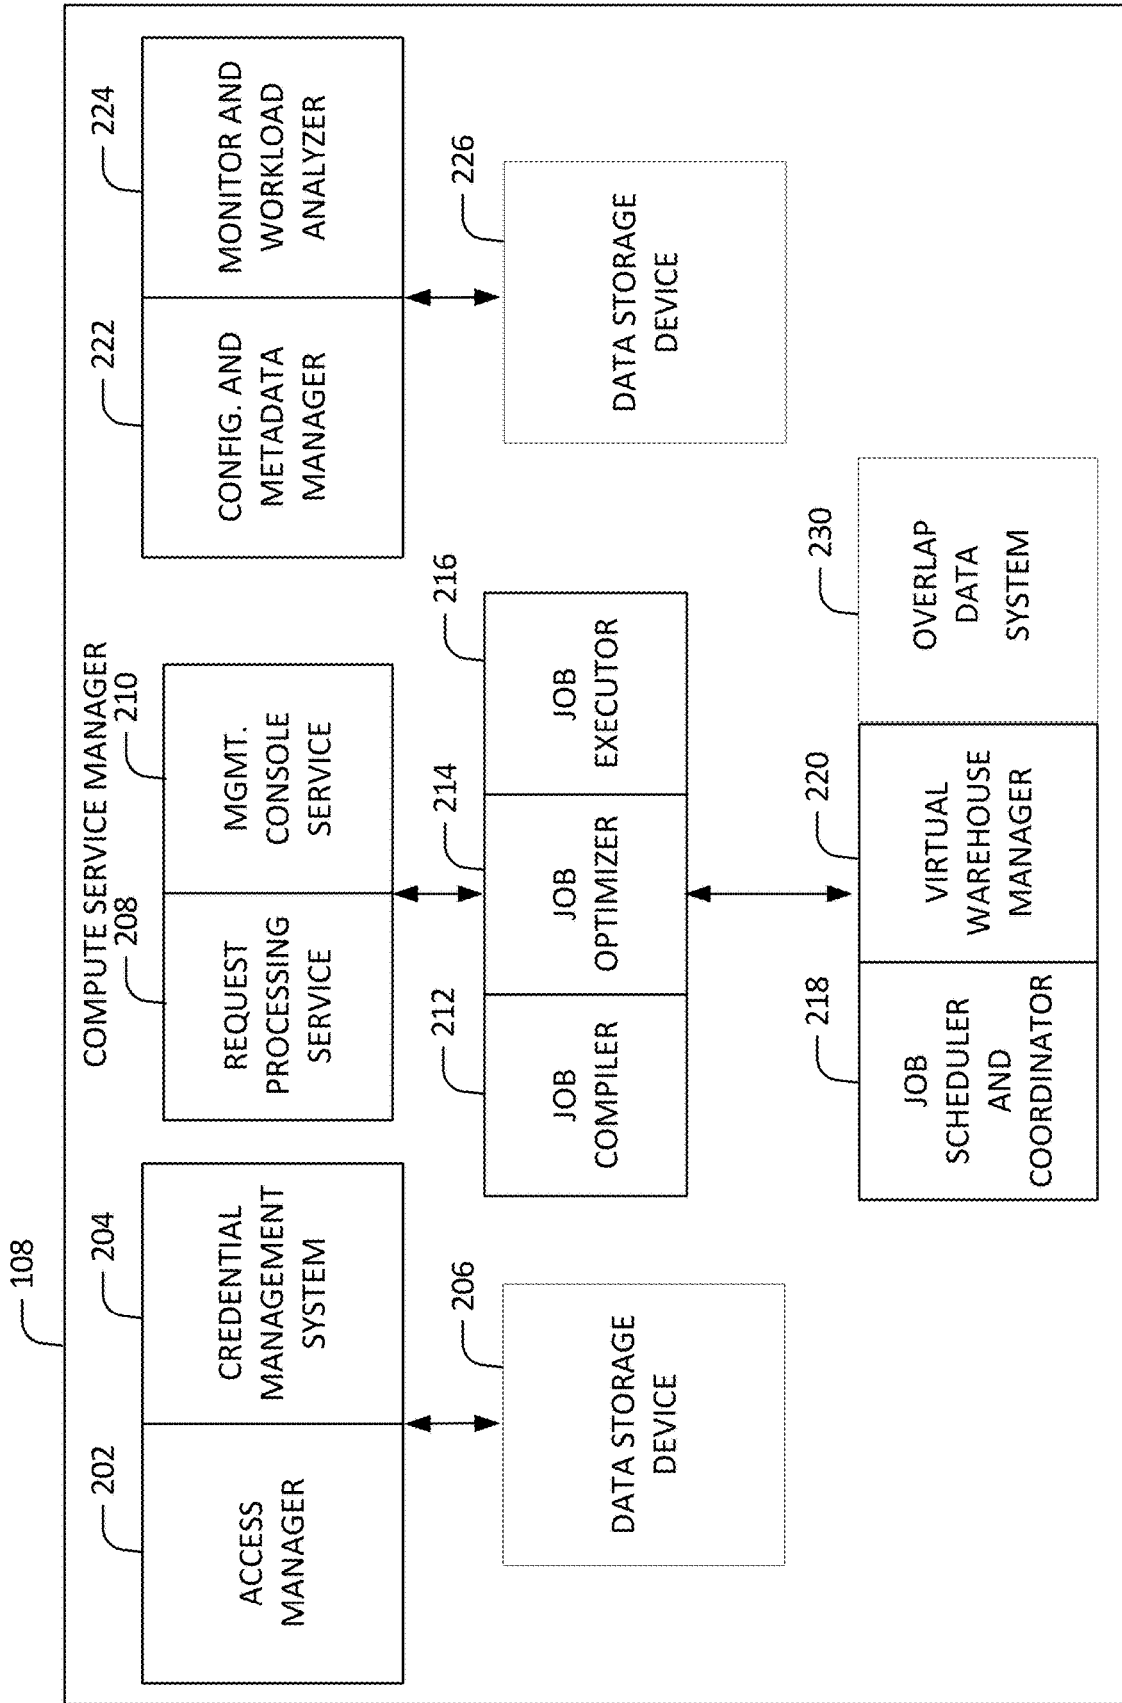 108
COMPUTE SERVICE MANAGER
202
ACCESS
MANAGER
204
CREDENTIAL
MANAGEMENT
SYSTEM
206
DATA STORAGE
DEVICE
208
REQUEST
PROCESSING
SERVICE
210
MGMT.
CONSOLE
SERVICE
212
JOB
COMPILER
214
JOB
OPTIMIZER
216
JOB
EXECUTOR
218
JOB
SCHEDULER
AND
COORDINATOR
220
VIRTUAL
WAREHOUSE
MANAGER
230
OVERLAP
DATA
SYSTEM
222
CONFIG. AND
METADATA
MANAGER
224
MONITOR AND
WORKLOAD
ANALYZER
226
DATA STORAGE
DEVICE